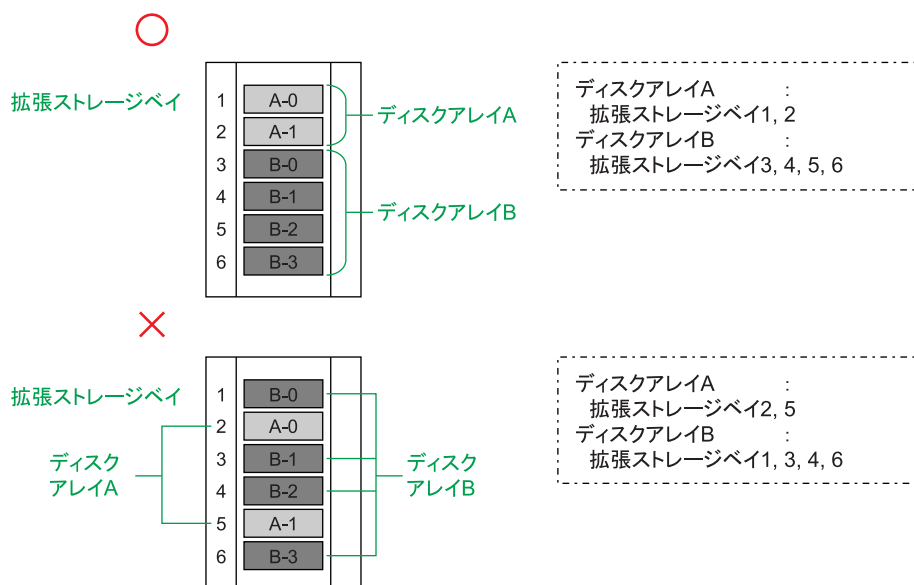 拡張ストレージベイ
1 A-0
2 A-1
3 B-0
4 B-1
5 B-2
6 B-3
ディスクアレイA
ディスクアレイB
ディスクアレイA :
拡張ストレージベイ1, 2
ディスクアレイB :
拡張ストレージベイ3, 4, 5, 6
拡張ストレージベイ
ディスク
アレイA
1 B-0
2 A-0
3 B-1
4 B-2
5 A-1
6 B-3
ディスク
アレイB
ディスクアレイA :
拡張ストレージベイ2, 5
ディスクアレイB :
拡張ストレージベイ1, 3, 4, 6